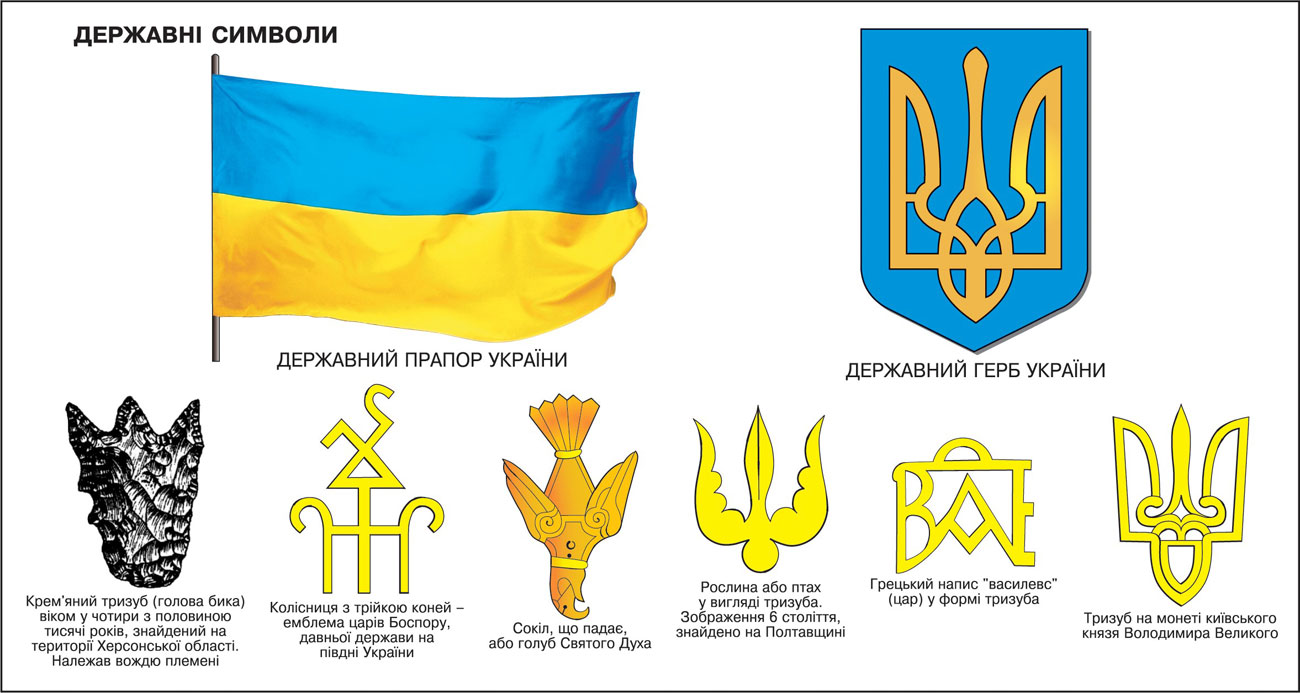 ДЕРЖАВНІ СИМВОЛИ
ДЕРЖАВНИЙ ПРАПОР УКРАЇНИ
ДЕРЖАВНИЙ ГЕРБ УКРАЇНИ
Крем'яний тризуб (голова бика)
віком у чотири з половиною
тисячі років, знайдений на
території Херсонської області.
Належав вождю племені
Колісниця з трійкою коней –
емблема царів Боспору,
давньої держави на
півдні України
Сокіл, що падає,
або голуб Святого Духа
Рослина або птах
у вигляді тризуба.
Зображення 6 століття,
знайдено на Полтавщині
Грецький напис "василевс"
(цар) у формі тризуба
Тризуб на монеті київського
князя Володимира Великого